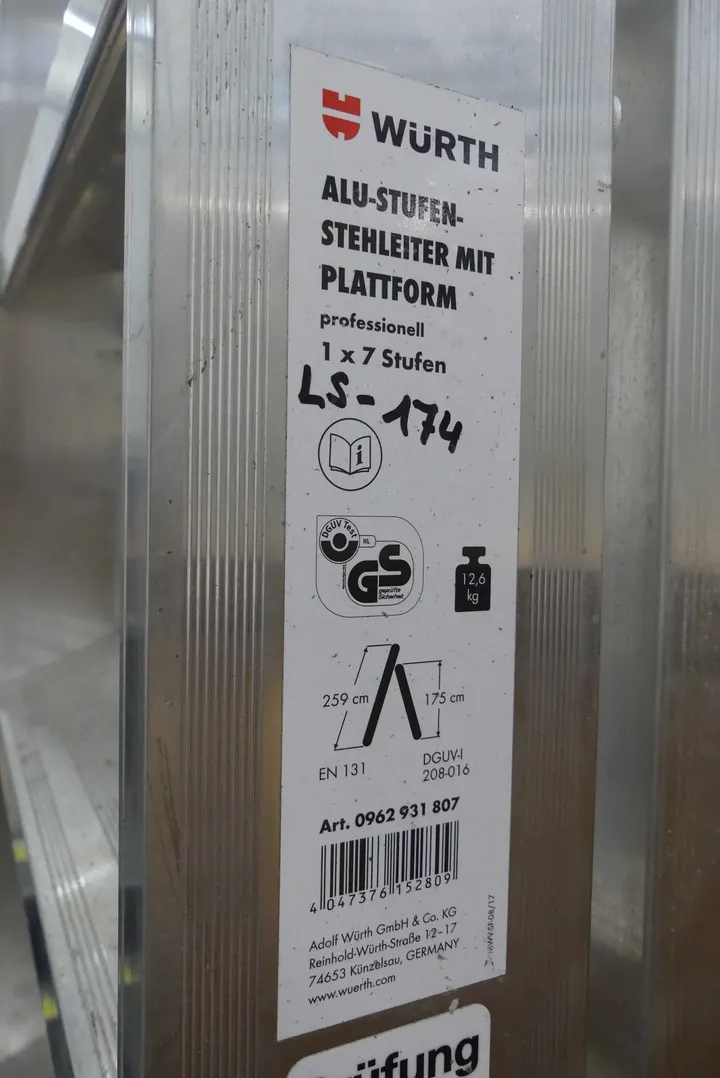 WÜRTH
ALU-STUFEN-
STEHLEITER MIT
PLATTFORM
professionell
1 x 7 Stufen
LS-174
i
DGUV Test
HL
GS
geprüfte
Sicherheit
12,6
kg
259 cm
175 cm
EN 131
DGUV-I
208-016
Art. 0962 931 807
4 047376 152809
Adolf Würth GmbH & Co. KG
Reinhold-Würth-Straße 12-17
74653 Künzelsau, GERMANY
www.wuerth.com